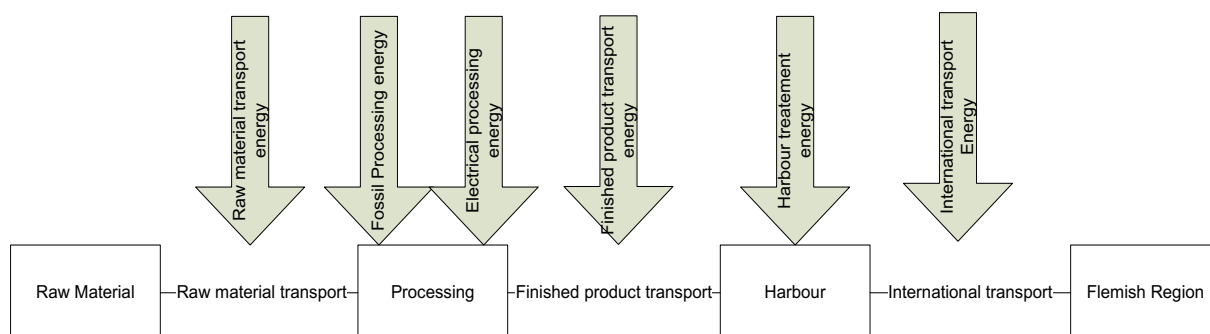 Raw material transport
energy
Fossil Processing energy
Electrical processing
energy
Finished product transport
energy
Harbour treatement
energy
International transport
Energy
Raw Material
Raw material transport
Processing
Finished product transport
Harbour
International transport
Flemish Region